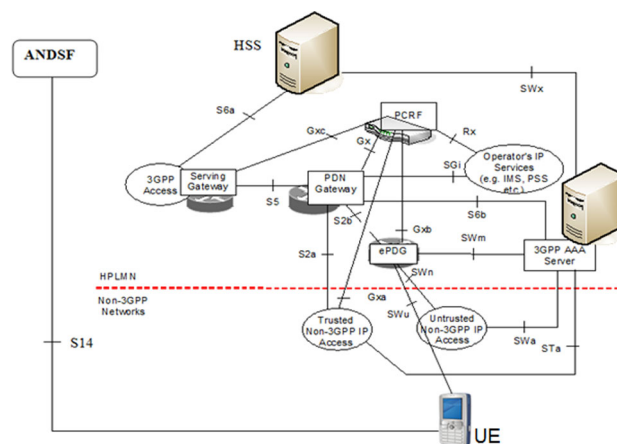 ANDSF
HSS
SWx
S6a
PCRF
Gxc
Gx
Rx
3GPP
Access
Serving
Gateway
PDN
Gateway
SGi
Operator's IP
Services
(e.g. IMS, PSS
etc.)
S5
S2b
S6b
Gxb
S2a
ePDG
SWm
3GPP AAA
Server
SWn
HPLMN
Non-3GPP
Networks
Gxa
SWu
Trusted
Non-3GPP IP
Access
Untrusted
Non-3GPP IP
Access
SWa
STa
S14
UE